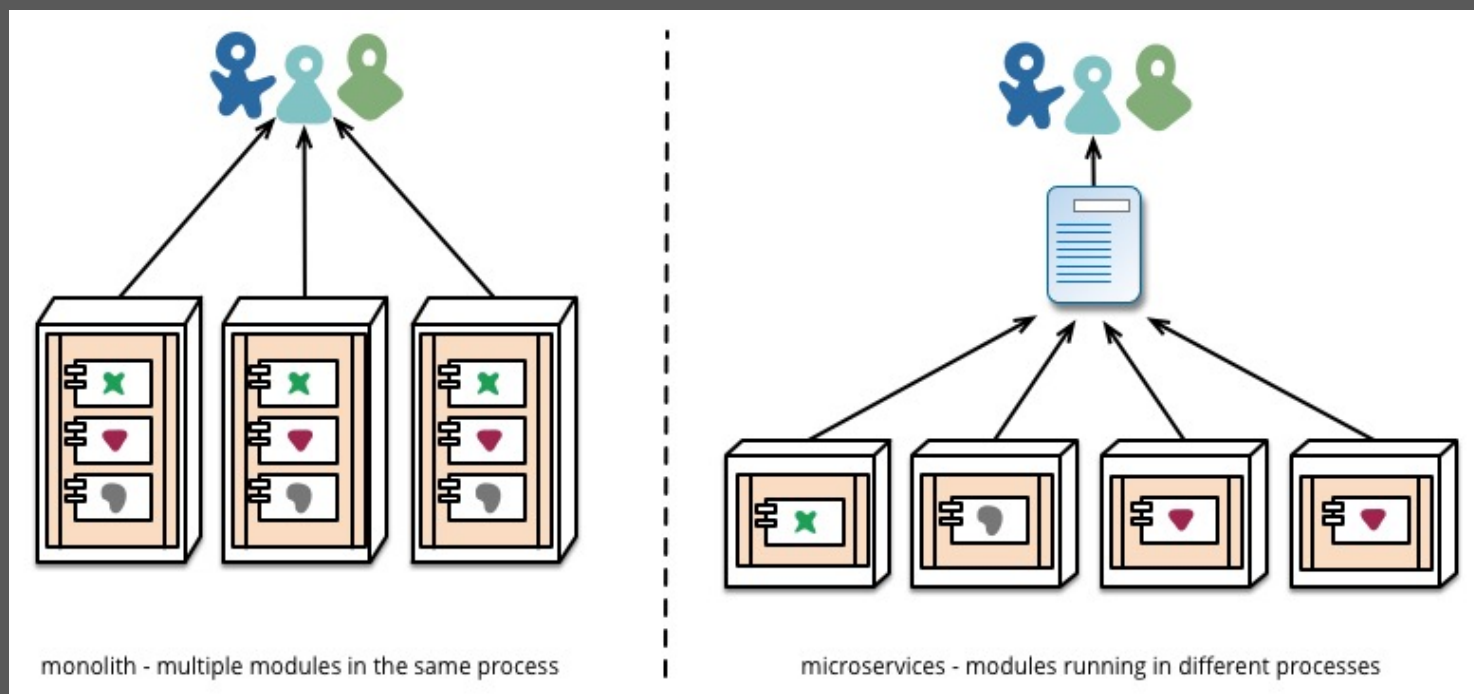 monolith - multiple modules in the same process
microservices - modules running in different processes